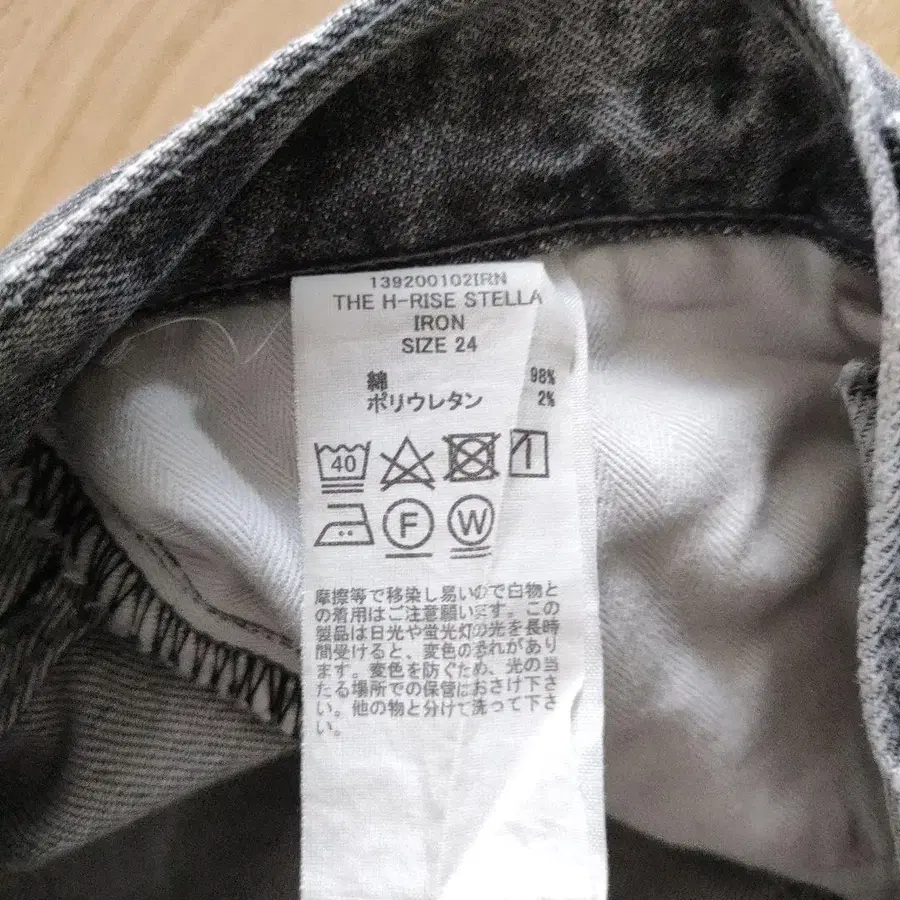 139200102IRN
THE H-RISE STELLA
IRON
SIZE 24
綿 98%
ポリウレタン 2%
40
F W
摩擦等で移染し易いので白物と
の着用はご注意願います。この
製品は日光や蛍光灯の光を長時
間受けると、変色の恐れがあり
ます。変色を防ぐため、光の当
たる場所での保管はおさけ下さ
い。他の物と分けて洗って下さ
い。